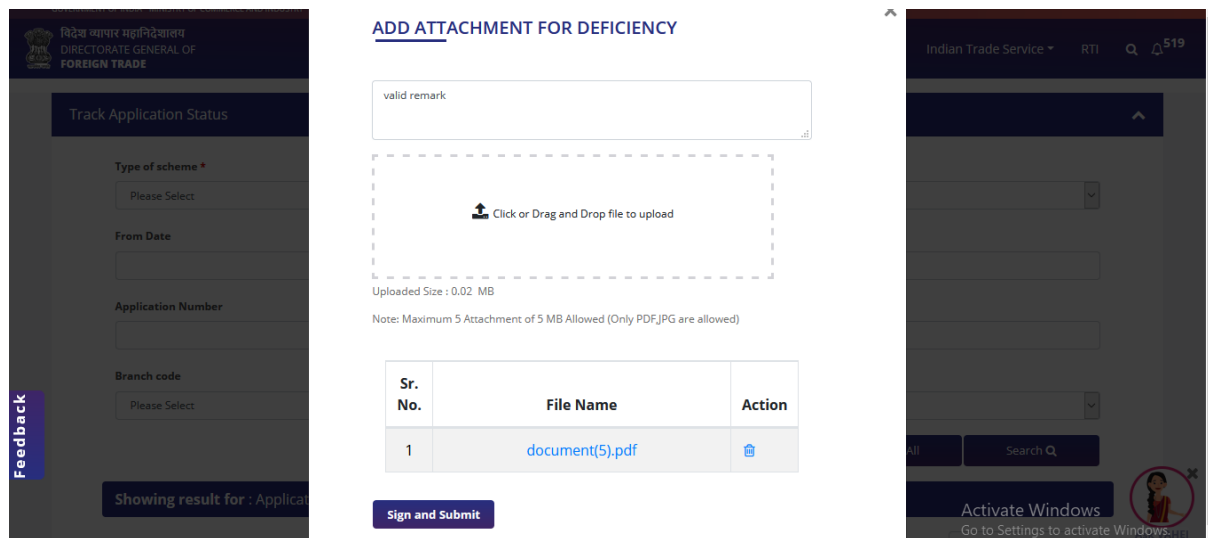 ADD ATTACHMENT FOR DEFICIENCY
विदेश व्यापार महानिदेशालय
DIRECTORATE GENERAL OF
FOREIGN TRADE
Indian Trade Service
RTI
519
valid remark
Track Application Status
Type of scheme *
Please Select
Click or Drag and Drop file to upload
From Date
Uploaded Size : 0.02 MB
Application Number
Note: Maximum 5 Attachment of 5 MB Allowed (Only PDF,JPG are allowed)
Branch code
Please Select
Feedback
Sr. No.
File Name
Action
1
document(5).pdf
All
Search
Showing result for : Applicat
Sign and Submit
Activate Windows
Go to Settings to activate Windows.